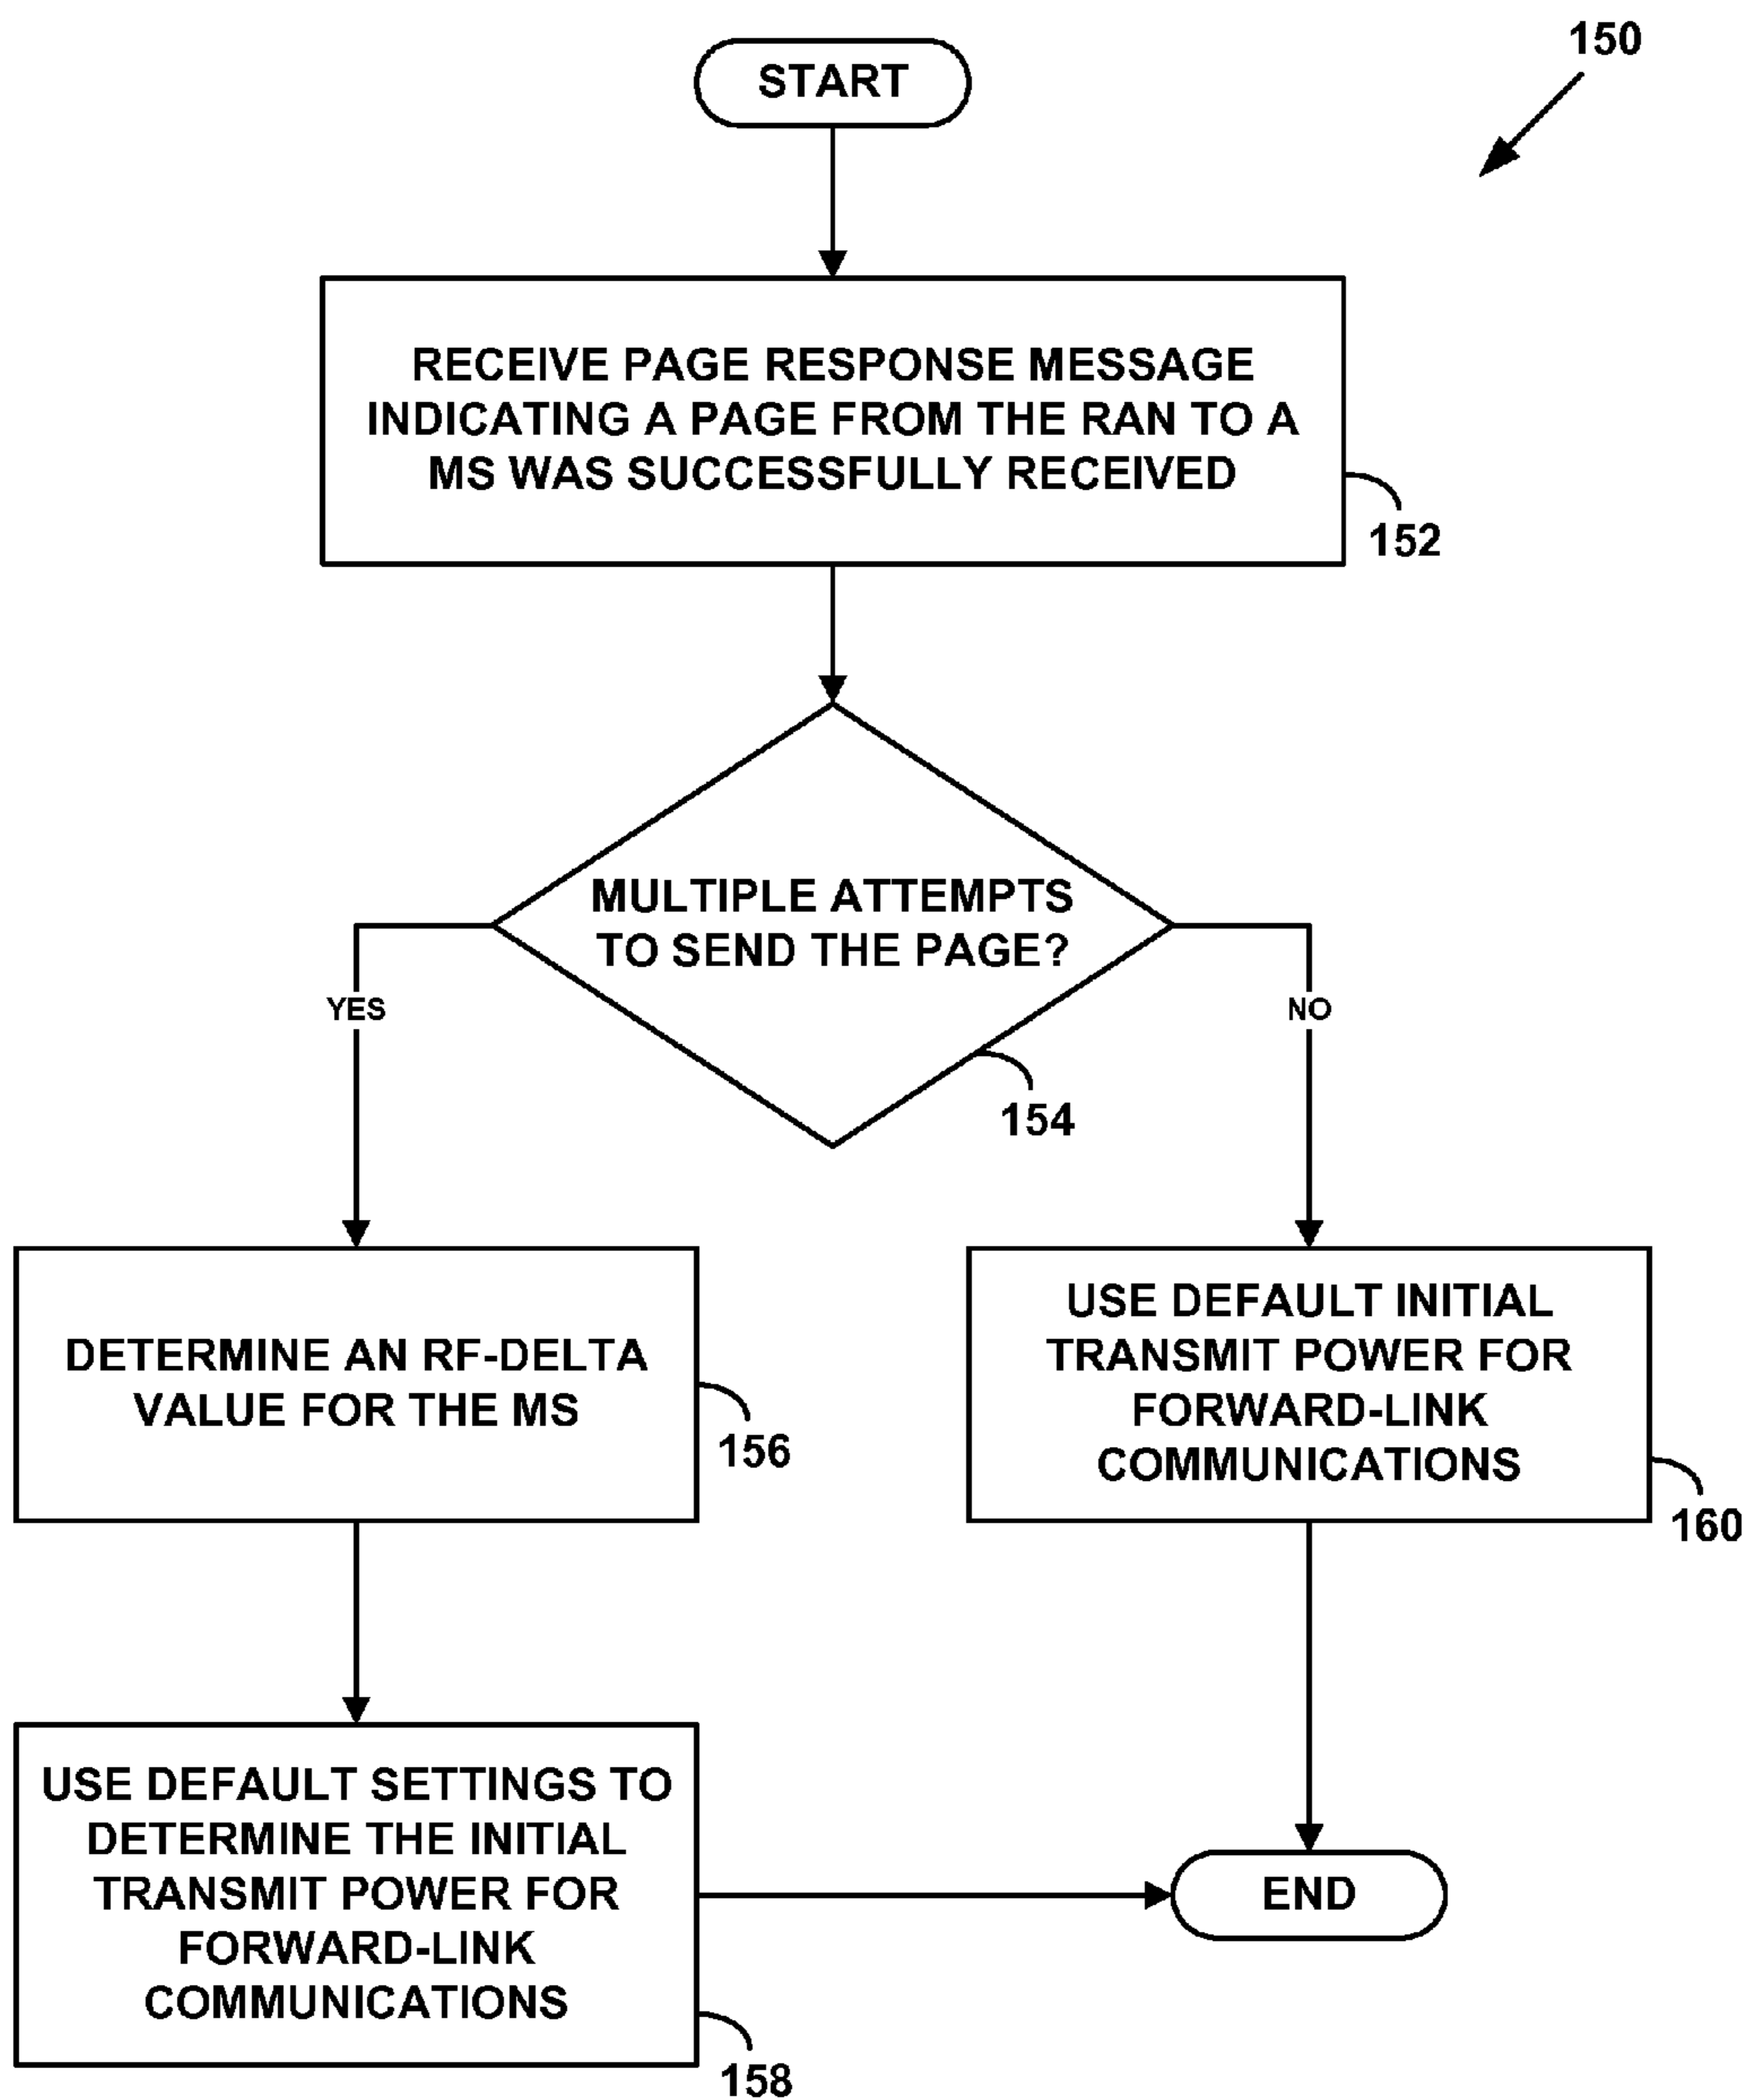 150
START
RECEIVE PAGE RESPONSE MESSAGE
INDICATING A PAGE FROM THE RAN TO A
MS WAS SUCCESSFULLY RECEIVED
152
MULTIPLE ATTEMPTS
TO SEND THE PAGE?
YES
NO
154
DETERMINE AN RF-DELTA
VALUE FOR THE MS
156
USE DEFAULT INITIAL
TRANSMIT POWER FOR
FORWARD-LINK
COMMUNICATIONS
160
USE DEFAULT SETTINGS TO
DETERMINE THE INITIAL
TRANSMIT POWER FOR
FORWARD-LINK
COMMUNICATIONS
158
END